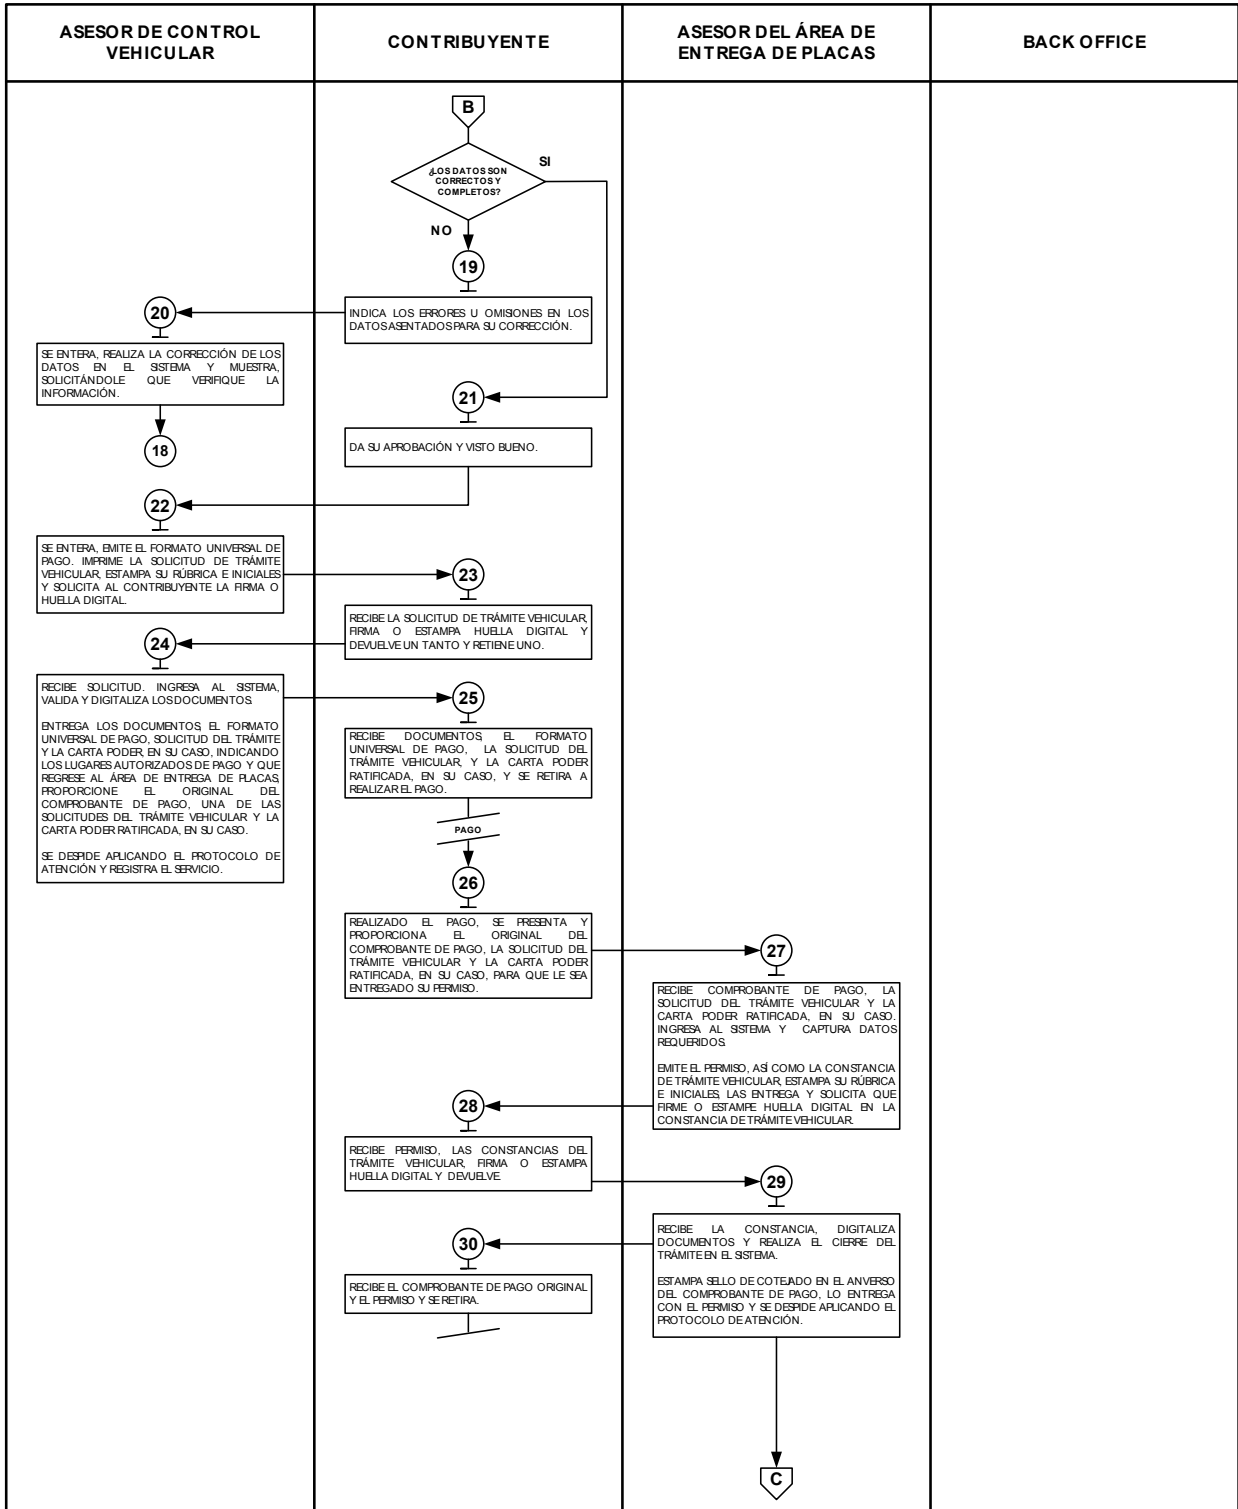 ASESOR DE CONTROL
VEHICULAR
CONTRIBUYENTE
ASESOR DEL ÁREA DE
ENTREGA DE PLACAS
BACK OFFICE
B
¿LOS DATOS SON
CORRECTOS Y
COMPLETOS?
SI
NO
19
INDICA LOS ERRORES U OMISIONES EN LOS
DATOS ASENTADOS PARA SU CORRECCIÓN.
20
SE ENTERA, REALIZA LA CORRECCIÓN DE LOS
DATOS EN EL SISTEMA Y MUESTRA,
SOLICITÁNDOLE QUE VERIFIQUE LA
INFORMACIÓN.
18
21
DA SU APROBACIÓN Y VISTO BUENO.
22
SE ENTERA, EMITE EL FORMATO UNIVERSAL DE
PAGO. IMPRIME LA SOLICITUD DE TRÁMITE
VEHICULAR, ESTAMPA SU RÚBRICA E INICIALES
Y SOLICITA AL CONTRIBUYENTE LA FIRMA O
HUELLA DIGITAL.
23
RECIBE LA SOLICITUD DE TRÁMITE VEHICULAR,
FIRMA O ESTAMPA HUELLA DIGITAL Y
DEVUELVE UN TANTO Y RETIENE UNO.
24
RECIBE SOLICITUD. INGRESA AL SISTEMA,
VALIDA Y DIGITALIZA LOS DOCUMENTOS.
ENTREGA LOS DOCUMENTOS, EL FORMATO
UNIVERSAL DE PAGO, SOLICITUD DEL TRÁMITE
Y LA CARTA PODER, EN SU CASO, INDICANDO
LOS LUGARES AUTORIZADOS DE PAGO Y QUE
REGRESE AL ÁREA DE ENTREGA DE PLACAS,
PROPORCIONE EL ORIGINAL DEL
COMPROBANTE DE PAGO, UNA DE LAS
SOLICITUDES DEL TRÁMITE VEHICULAR Y LA
CARTA PODER RATIFICADA, EN SU CASO.
SE DESPIDE APLICANDO EL PROTOCOLO DE
ATENCIÓN Y REGISTRA EL SERVICIO.
25
RECIBE DOCUMENTOS, EL FORMATO
UNIVERSAL DE PAGO, LA SOLICITUD DEL
TRÁMITE VEHICULAR, Y LA CARTA PODER
RATIFICADA, EN SU CASO, Y SE RETIRA A
REALIZAR EL PAGO.
PAGO
26
REALIZADO EL PAGO, SE PRESENTA Y
PROPORCIONA EL ORIGINAL DEL
COMPROBANTE DE PAGO, LA SOLICITUD DEL
TRÁMITE VEHICULAR Y LA CARTA PODER
RATIFICADA, EN SU CASO, PARA QUE LE SEA
ENTREGADO SU PERMISO.
27
RECIBE COMPROBANTE DE PAGO, LA
SOLICITUD DEL TRÁMITE VEHICULAR Y LA
CARTA PODER RATIFICADA, EN SU CASO.
INGRESA AL SISTEMA Y CAPTURA DATOS
REQUERIDOS.
EMITE EL PERMISO, ASÍ COMO LA CONSTANCIA
DE TRÁMITE VEHICULAR, ESTAMPA SU RÚBRICA
E INICIALES, LAS ENTREGA Y SOLICITA QUE
FIRME O ESTAMPE HUELLA DIGITAL EN LA
CONSTANCIA DE TRÁMITE VEHICULAR.
28
RECIBE PERMISO, LAS CONSTANCIAS DEL
TRÁMITE VEHICULAR, FIRMA O ESTAMPA
HUELLA DIGITAL Y DEVUELVE.
29
RECIBE LA CONSTANCIA, DIGITALIZA
DOCUMENTOS Y REALIZA EL CIERRE DEL
TRÁMITE EN EL SISTEMA.
ESTAMPA SELLO DE COTEJADO EN EL ANVERSO
DEL COMPROBANTE DE PAGO, LO ENTREGA
CON EL PERMISO Y SE DESPIDE APLICANDO EL
PROTOCOLO DE ATENCIÓN.
30
RECIBE EL COMPROBANTE DE PAGO ORIGINAL
Y EL PERMISO Y SE RETIRA.
C